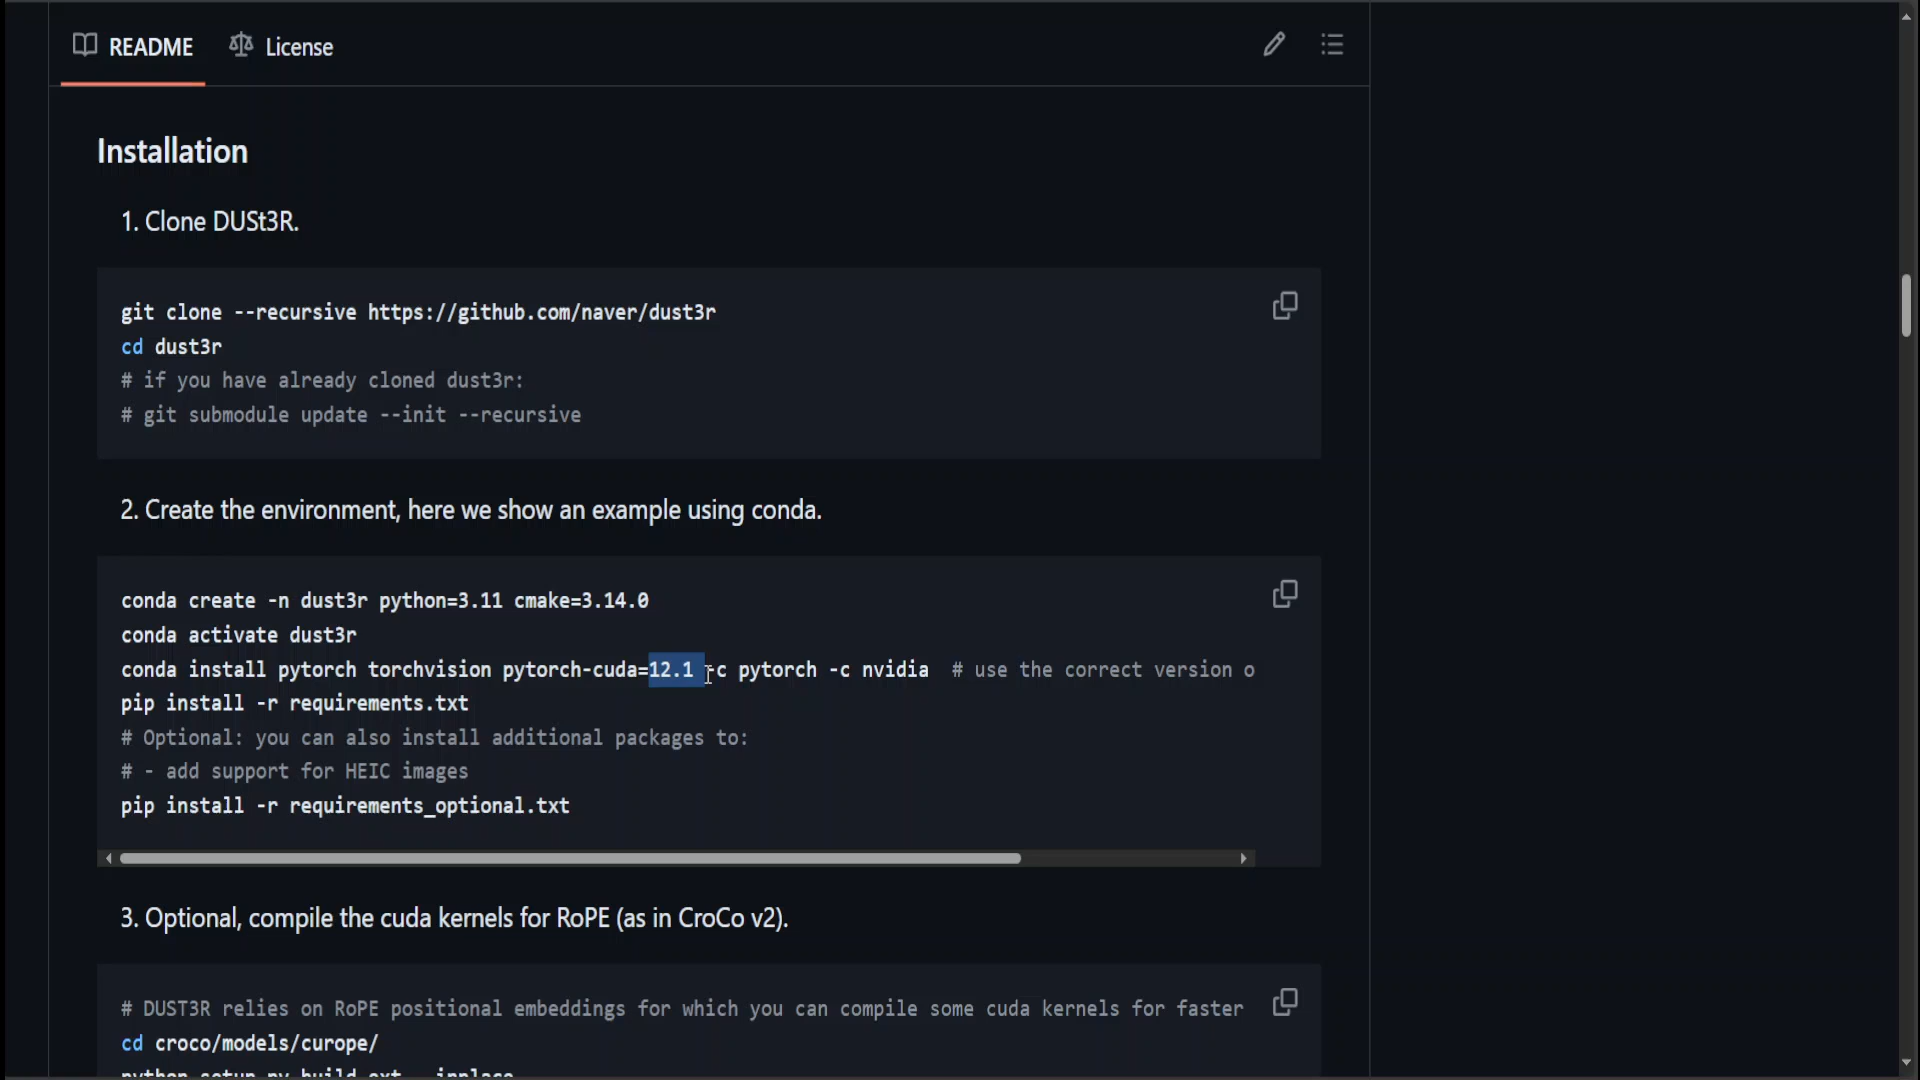 README License
Installation
1. Clone DUSt3R.
git clone --recursive https://github.com/naver/dust3r
cd dust3r
# if you have already cloned dust3r:
# git submodule update --init --recursive
2. Create the environment, here we show an example using conda.
conda create -n dust3r python=3.11 cmake=3.14.0
conda activate dust3r
conda install pytorch torchvision pytorch-cuda=12.1 -c pytorch -c nvidia  # use the correct version o
pip install -r requirements.txt
# Optional: you can also install additional packages to:
# - add support for HEIC images
pip install -r requirements_optional.txt
3. Optional, compile the cuda kernels for RoPE (as in CroCo v2).
# DUST3R relies on RoPE positional embeddings for which you can compile some cuda kernels for faster
cd croco/models/curope/
python setup.py build_ext --inplace